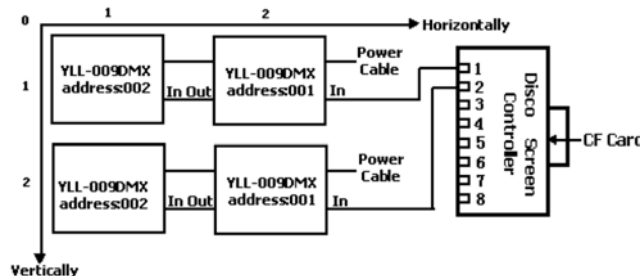 0
1
2
Horizontally
1
YLL-009DMX
address:002
In Out
YLL-009DMX
address:001
In
Power
Cable
2
YLL-009DMX
address:002
In Out
YLL-009DMX
address:001
In
Power
Cable
Vertically
1
2
3
4
5
6
7
8
Disco Screen
Controller
CF Card